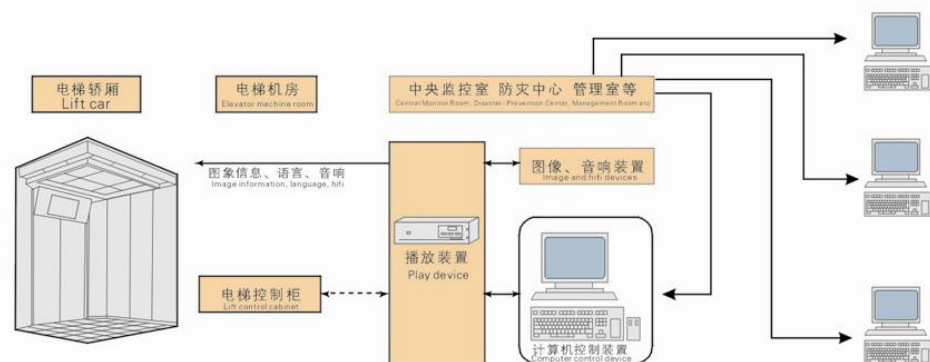 电梯轿厢
Lift car
电梯机房
Elevator machine room
中央监控室 防灾中心 管理室等
Central Monitor Room, Disaster-Prevention Center, Management Room etc
图象信息、语言、音响
Image information, language, hifi
图像、音响装置
Image and hifi devices
播放装置
Play device
电梯控制柜
Lift control cabinet
计算机控制装置
Computer control device